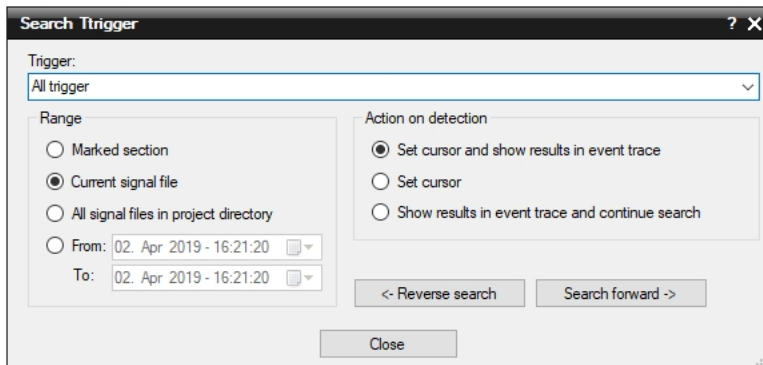 Search Ttrigger
Trigger:
All trigger
Range
Marked section
Current signal file
All signal files in project directory
From: 02. Apr 2019 - 16:21:20
To: 02. Apr 2019 - 16:21:20
Action on detection
Set cursor and show results in event trace
Set cursor
Show results in event trace and continue search
<- Reverse search
Search forward ->
Close